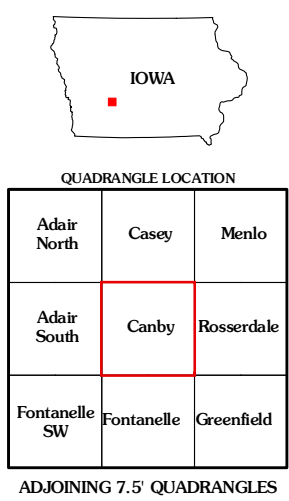 IOWA
QUADRANGLE LOCATION
Adair
North
Casey
Menlo
Adair
South
Canby
Rosserdale
Fontanelle
SW
Fontanelle
Greenfield
ADJOINING 7.5' QUADRANGLES